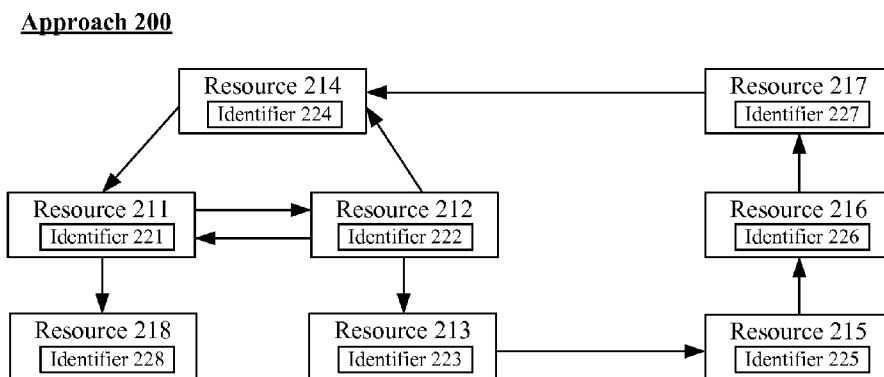 Approach 200
Resource 214
Identifier 224
Resource 217
Identifier 227
Resource 211
Identifier 221
Resource 212
Identifier 222
Resource 216
Identifier 226
Resource 218
Identifier 228
Resource 213
Identifier 223
Resource 215
Identifier 225